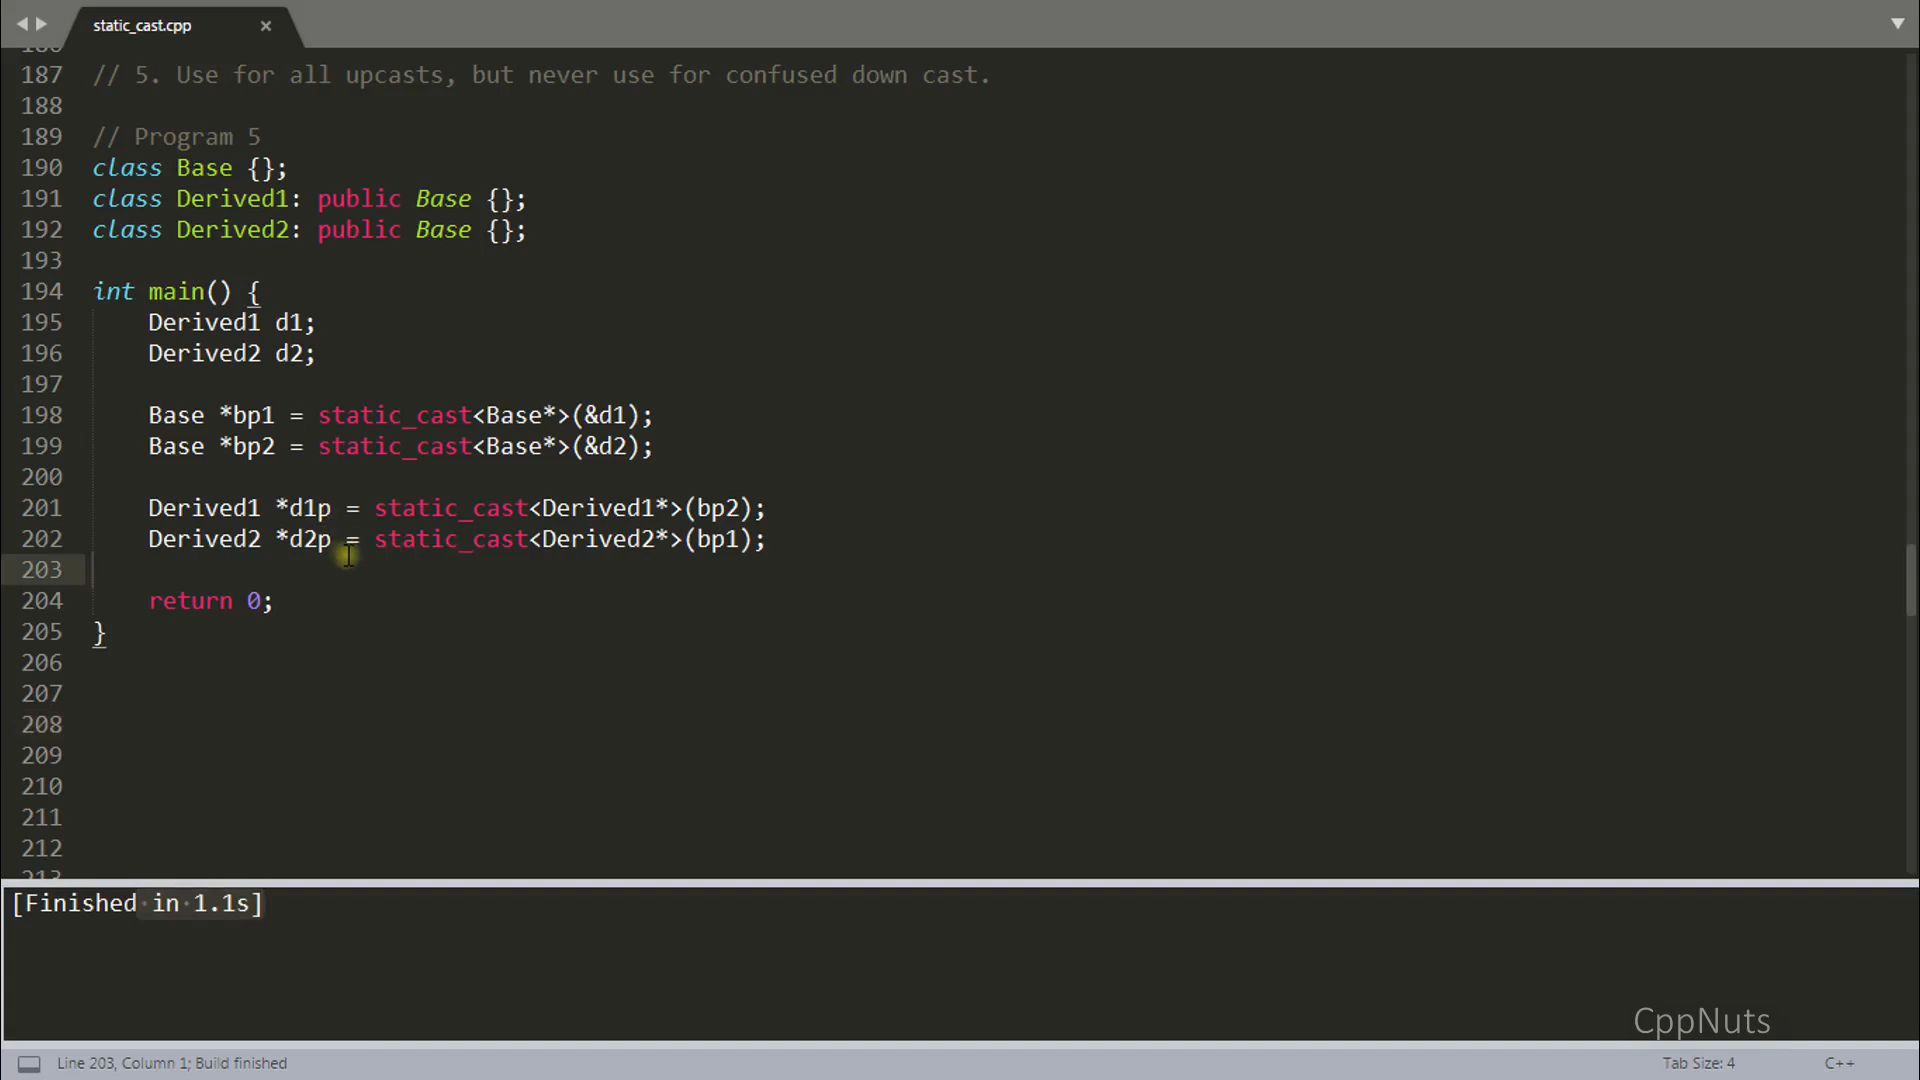 static_cast.cpp ×
187 // 5. Use for all upcasts, but never use for confused down cast.
188
189 // Program 5
190 class Base {};
191 class Derived1: public Base {};
192 class Derived2: public Base {};
193
194 int main() {
195     Derived1 d1;
196     Derived2 d2;
197
198     Base *bp1 = static_cast<Base*>(&d1);
199     Base *bp2 = static_cast<Base*>(&d2);
200
201     Derived1 *d1p = static_cast<Derived1*>(bp2);
202     Derived2 *d2p = static_cast<Derived2*>(bp1);
203
204     return 0;
205 }
206
207
208
209
210
211
212
[Finished in 1.1s]
CppNuts
Line 203, Column 1; Build finished Tab Size: 4 C++